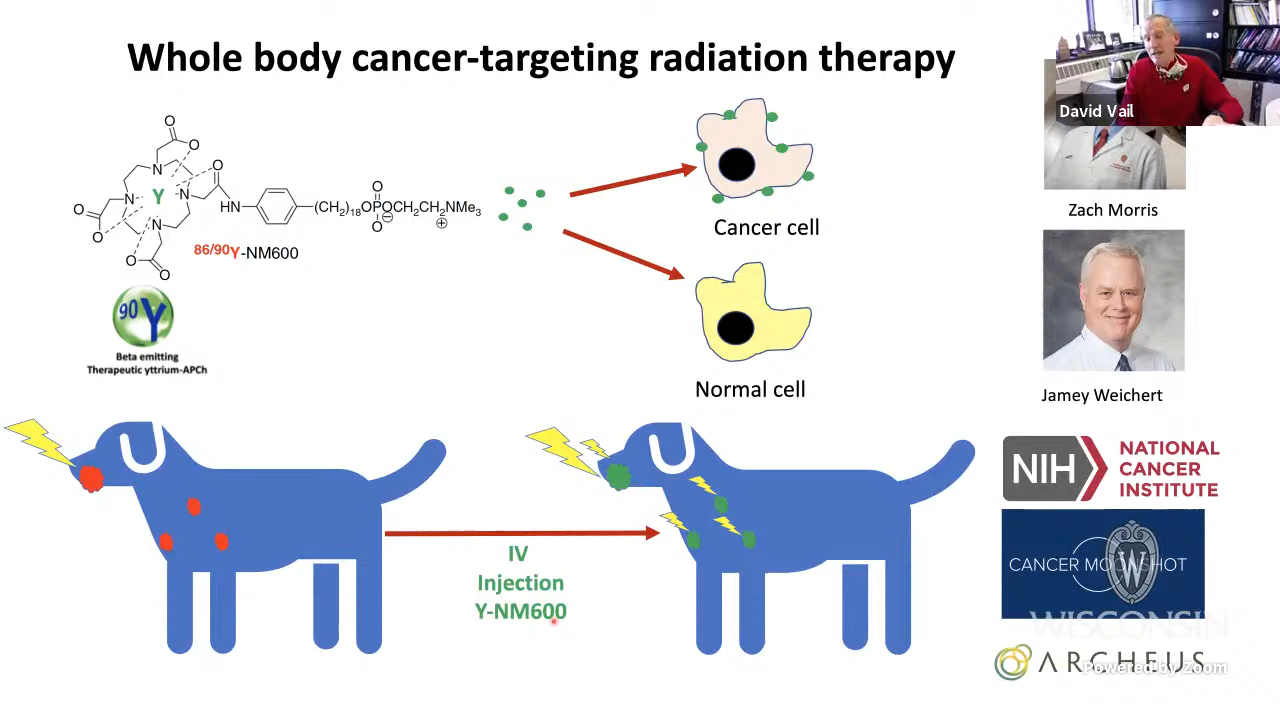 Whole body cancer-targeting radiation therapy
David Vail
O
O
N
O
Y
N
N
O
N
O
O
O
HN
(CH₂)₁₈OPOCH₂CH₂NMe₃
O
O
⊖
⊕
86/90Y-NM600
90Y
Beta emitting
Therapeutic yttrium-APCh
Cancer cell
Normal cell
Zach Morris
Jamey Weichert
IV
Injection
Y-NM600
NIH
NATIONAL
CANCER
INSTITUTE
CANCER MOONSHOT
W
WISCONSIN
ARCHEUS
Powered by Zoom